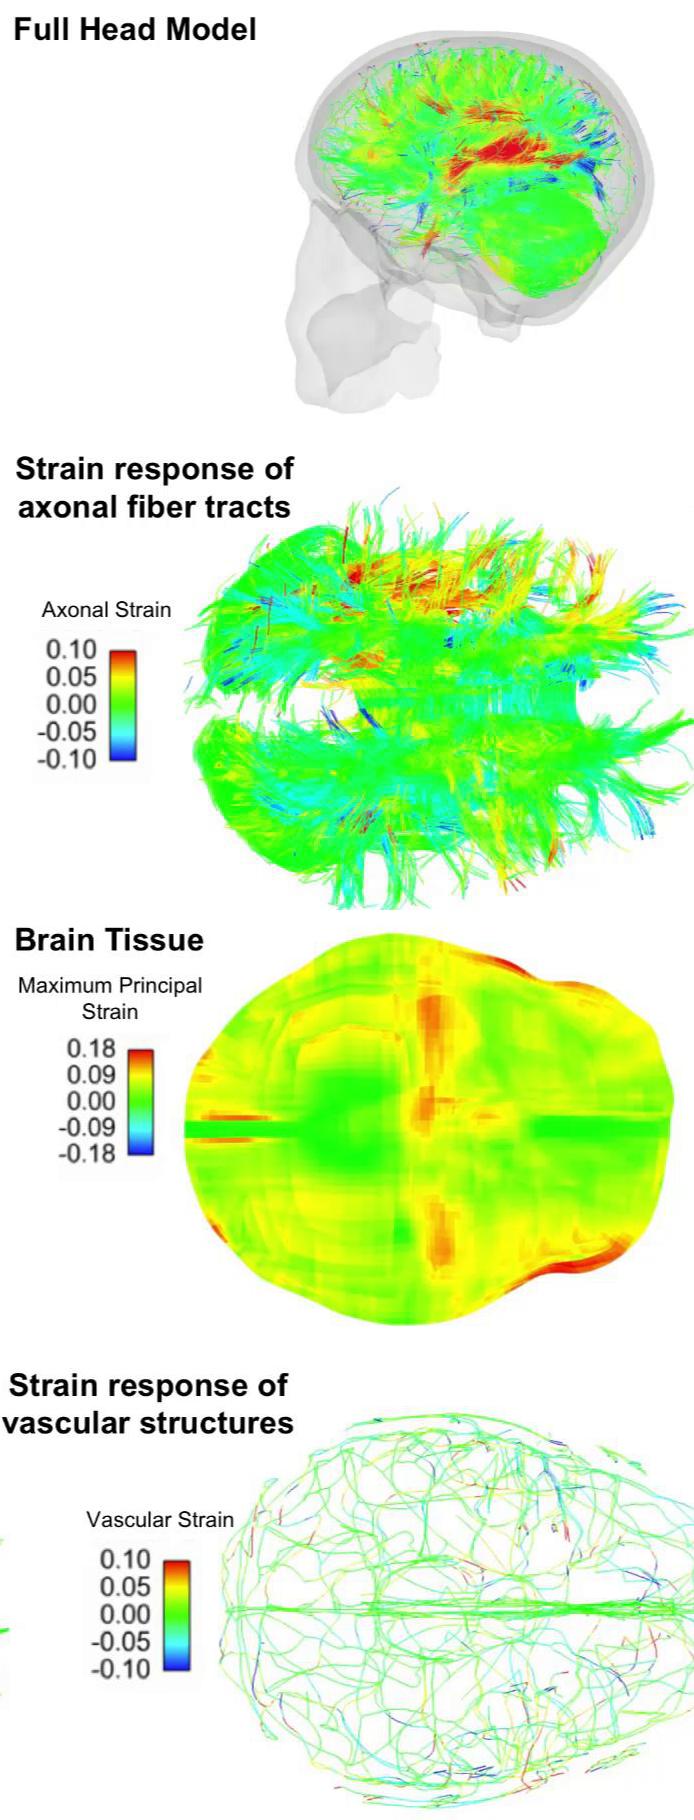 Full Head Model
Strain response of
axonal fiber tracts
Axonal Strain
0.10
0.05
0.00
-0.05
-0.10
Brain Tissue
Maximum Principal
Strain
0.18
0.09
0.00
-0.09
-0.18
Strain response of
vascular structures
Vascular Strain
0.10
0.05
0.00
-0.05
-0.10